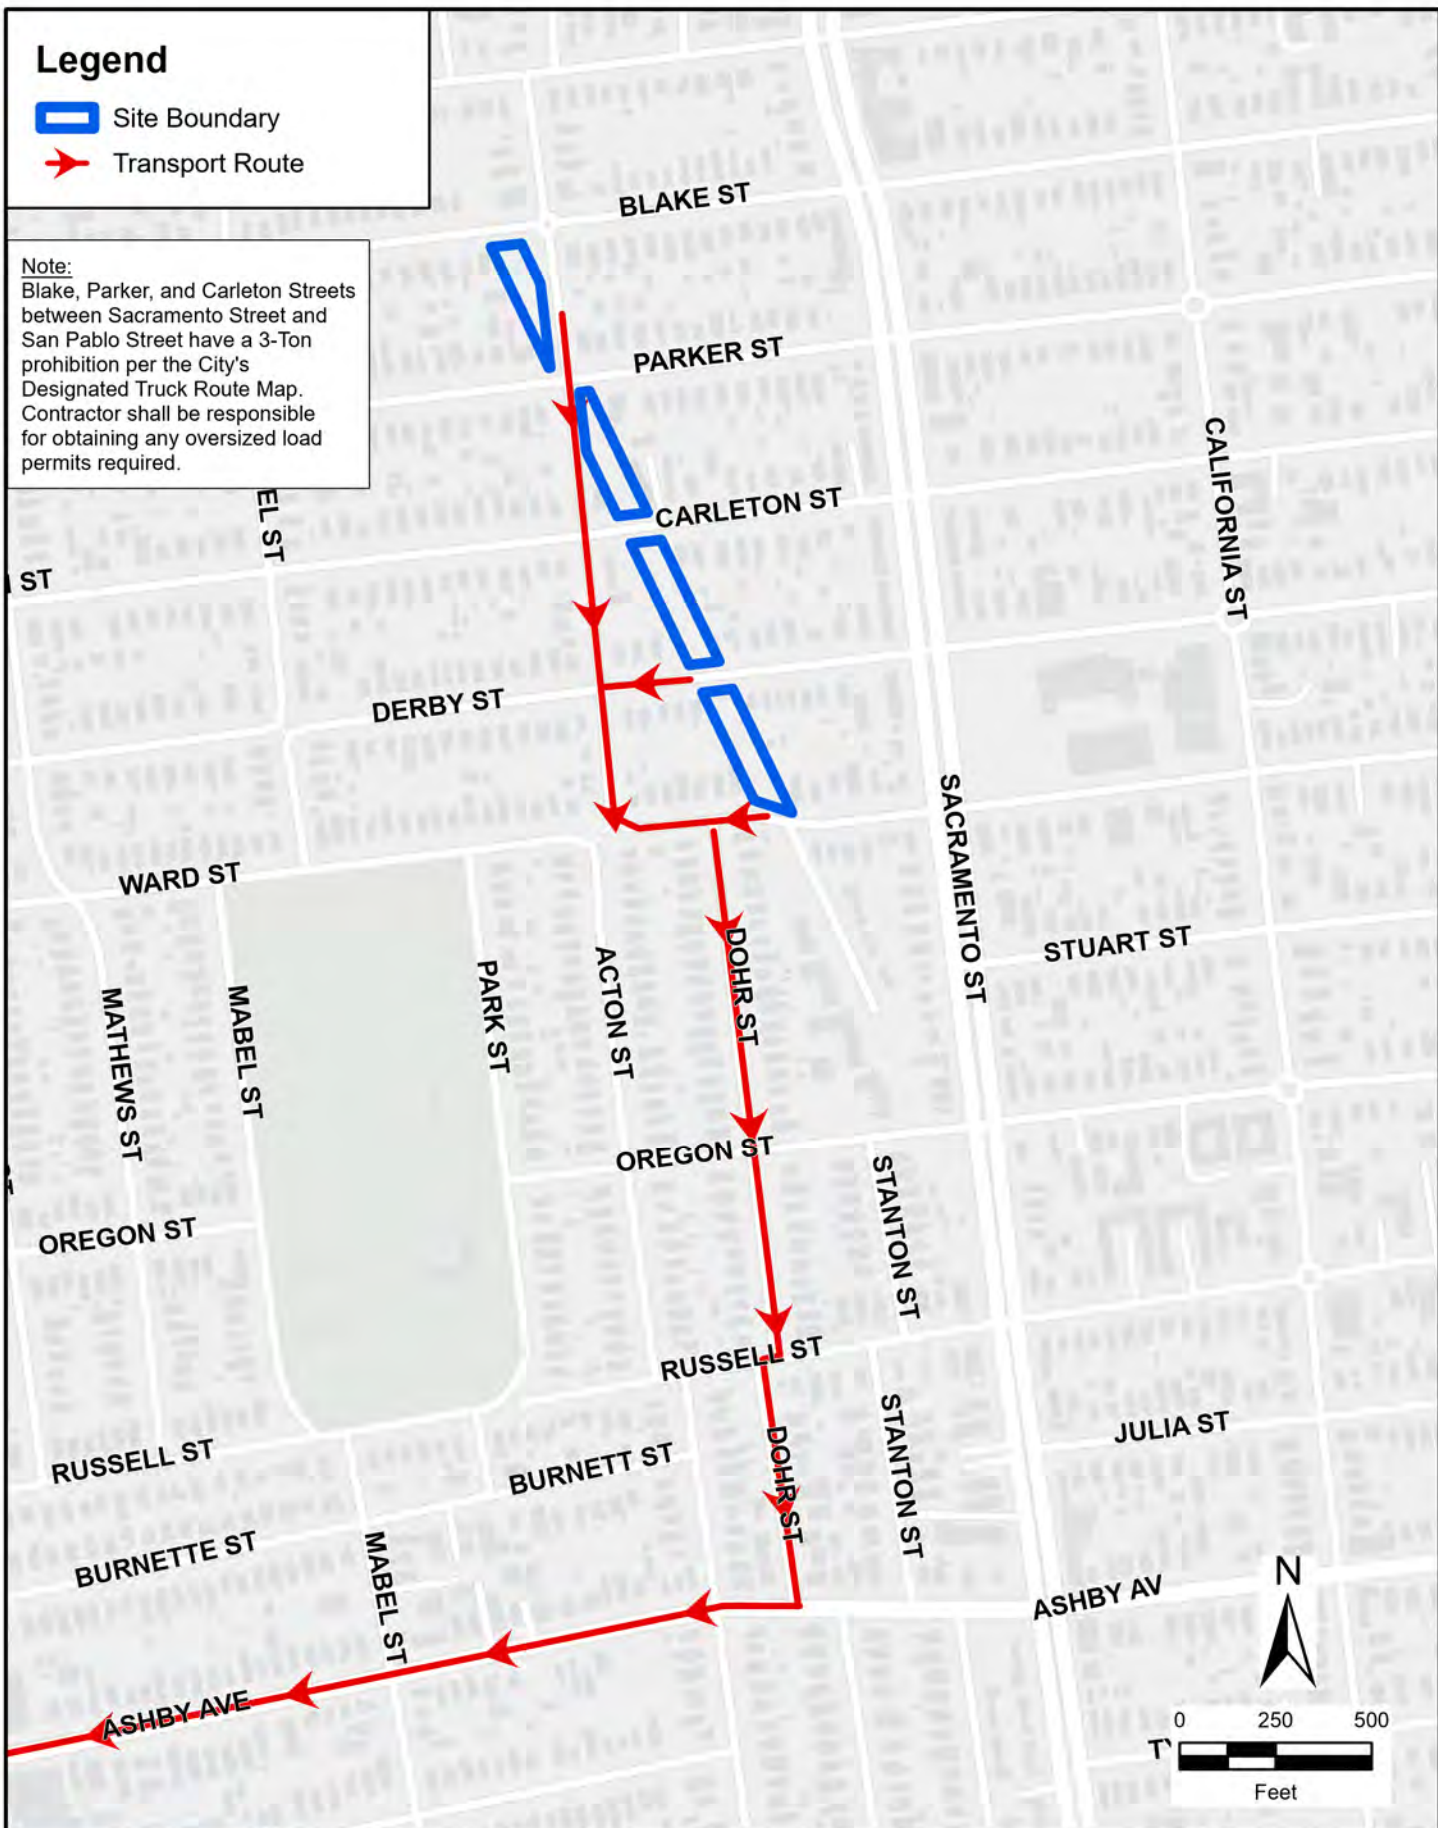 Legend
Site Boundary
Transport Route
Note:
Blake, Parker, and Carleton Streets
between Sacramento Street and
San Pablo Street have a 3-Ton
prohibition per the City's
Designated Truck Route Map.
Contractor shall be responsible
for obtaining any oversized load
permits required.
BLAKE ST
PARKER ST
CARLETON ST
CALIFORNIA ST
EL ST
ST
DERBY ST
SACRAMENTO ST
WARD ST
STUART ST
DOHR ST
ACTON ST
PARK ST
MABEL ST
MATHEWS ST
OREGON ST
STANTON ST
OREGON ST
RUSSELL ST
JULIA ST
STANTON ST
DOHR ST
RUSSELL ST
BURNETT ST
BURNETTE ST
MABEL ST
ASHBY AV
ASHBY AVE
N
0 250 500
Feet